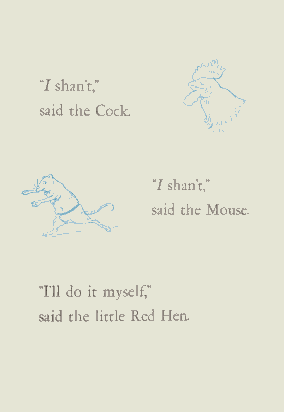 "I shan't,"
said the Cock.
"I shan't,"
said the Mouse.
"I'll do it myself,"
said the little Red Hen.